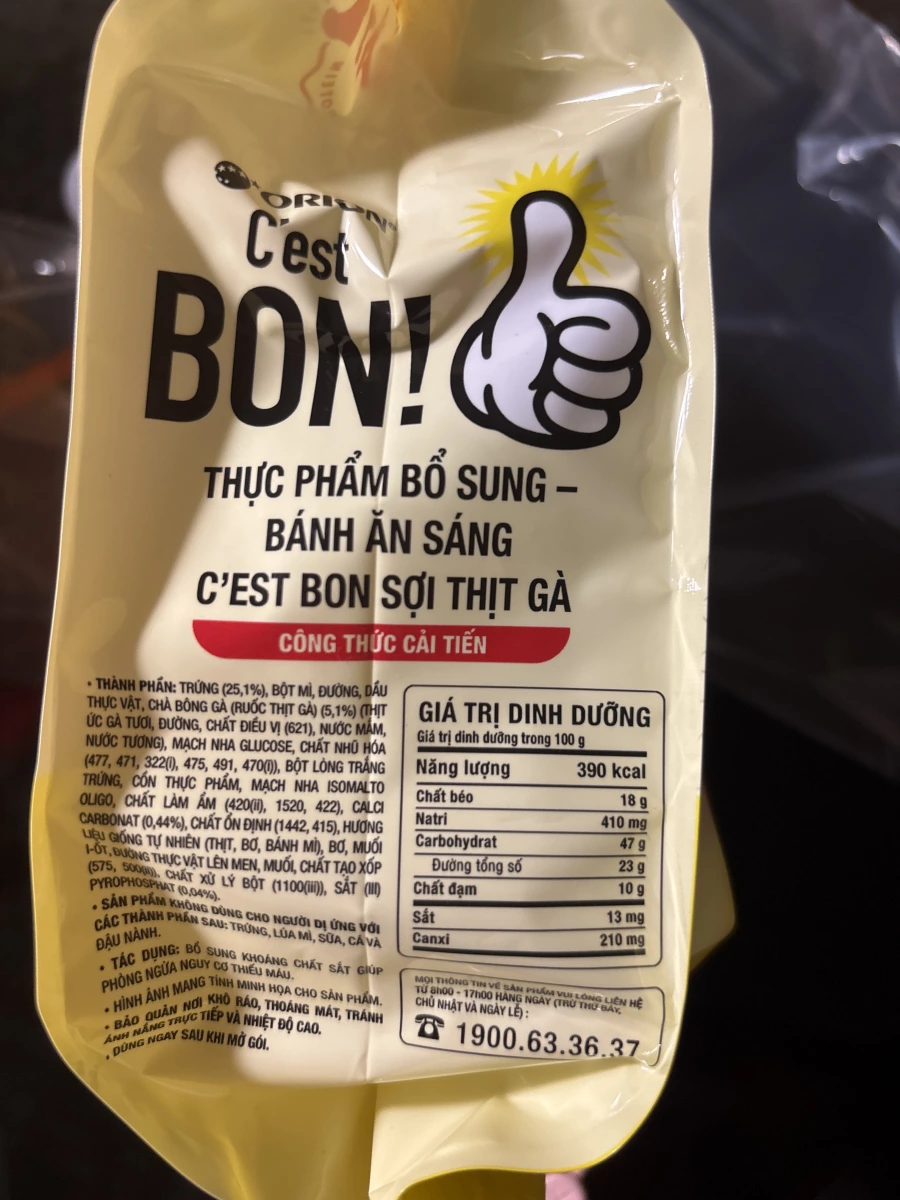 ORION
C'est
BON!
THỰC PHẨM BỔ SUNG –
BÁNH ĂN SÁNG
C'EST BON SỢI THỊT GÀ
CÔNG THỨC CẢI TIẾN
• THÀNH PHẦN: TRỨNG (25,1%), BỘT MÌ, ĐƯỜNG, DẦU
THỰC VẬT, CHÀ BÔNG GÀ (RUỐC THỊT GÀ) (5,1%) (THỊT
ỨC GÀ TƯƠI, ĐƯỜNG, CHẤT ĐIỀU VỊ (621), NƯỚC MẮM,
NƯỚC TƯƠNG), MẠCH NHA GLUCOSE, CHẤT NHŨ HÓA
(477, 471, 322(i), 475, 491, 470(i)), BỘT LÒNG TRẮNG
TRỨNG, CỒN THỰC PHẨM, MẠCH NHA ISOMALTO
OLIGO, CHẤT LÀM ẨM (420(ii), 1520, 422), CALCI
CARBONAT (0,44%), CHẤT ỔN ĐỊNH (1442, 415), HƯƠNG
LIỆU GIỐNG TỰ NHIÊN (THỊT, BƠ, BÁNH MÌ), BƠ, MUỐI
I-ỐT, ĐƯỜNG THỰC VẬT LÊN MEN, MUỐI, CHẤT TẠO XỐP
(575, 500(ii)), CHẤT XỬ LÝ BỘT (1100(iii)), SẮT (III)
PYROPHOSPHAT (0,04%).
• SẢN PHẨM KHÔNG DÙNG CHO NGƯỜI DỊ ỨNG VỚI
CÁC THÀNH PHẦN SAU: TRỨNG, LÚA MÌ, SỮA, CÁ VÀ
ĐẬU NÀNH.
• TÁC DỤNG: BỔ SUNG KHOÁNG CHẤT SẮT GIÚP
PHÒNG NGỪA NGUY CƠ THIẾU MÁU.
• HÌNH ẢNH MANG TÍNH MINH HỌA CHO SẢN PHẨM.
• BẢO QUẢN NƠI KHÔ RÁO, THOÁNG MÁT, TRÁNH
ÁNH NẮNG TRỰC TIẾP VÀ NHIỆT ĐỘ CAO.
• DÙNG NGAY SAU KHI MỞ GÓI.
GIÁ TRỊ DINH DƯỠNG
Giá trị dinh dưỡng trong 100 g
Năng lượng 390 kcal
Chất béo 18 g
Natri 410 mg
Carbohydrat 47 g
Đường tổng số 23 g
Chất đạm 10 g
Sắt 13 mg
Canxi 210 mg
MỌI THÔNG TIN VỀ SẢN PHẨM VUI LÒNG LIÊN HỆ
TỪ 8h00 - 17h00 HÀNG NGÀY (TRỪ THỨ BẢY,
CHỦ NHẬT VÀ NGÀY LỄ) :
1900.63.36.37